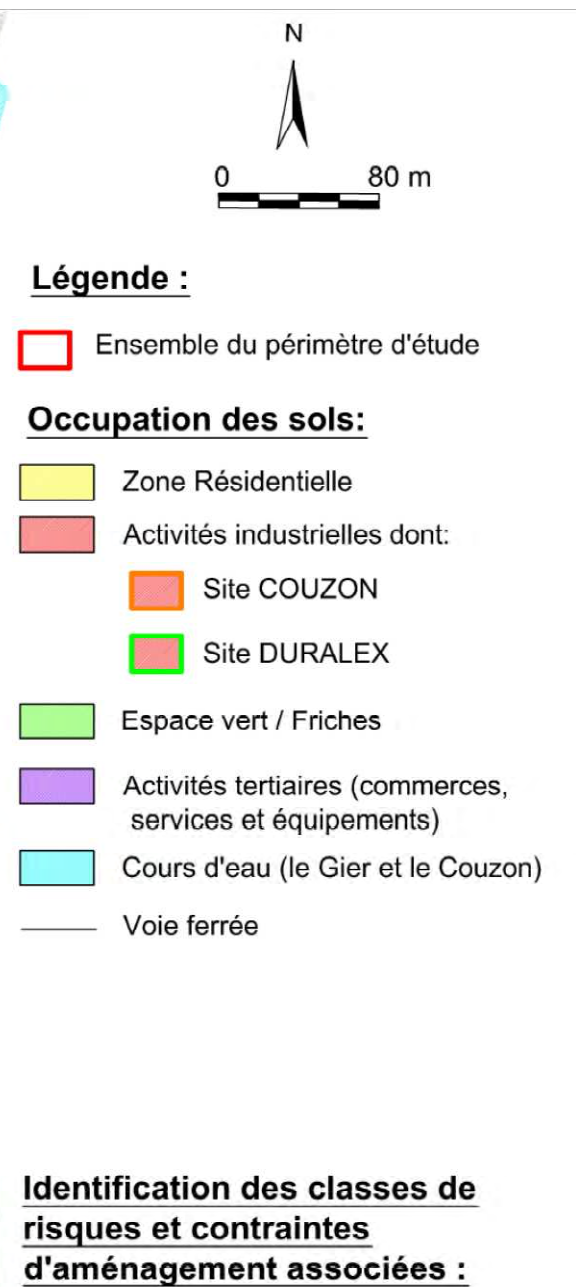 N
0 80 m
Légende :
Ensemble du périmètre d'étude
Occupation des sols:
Zone Résidentielle
Activités industrielles dont:
Site COUZON
Site DURALEX
Espace vert / Friches
Activités tertiaires (commerces,
services et équipements)
Cours d'eau (le Gier et le Couzon)
Voie ferrée
Identification des classes de
risques et contraintes
d'aménagement associées :